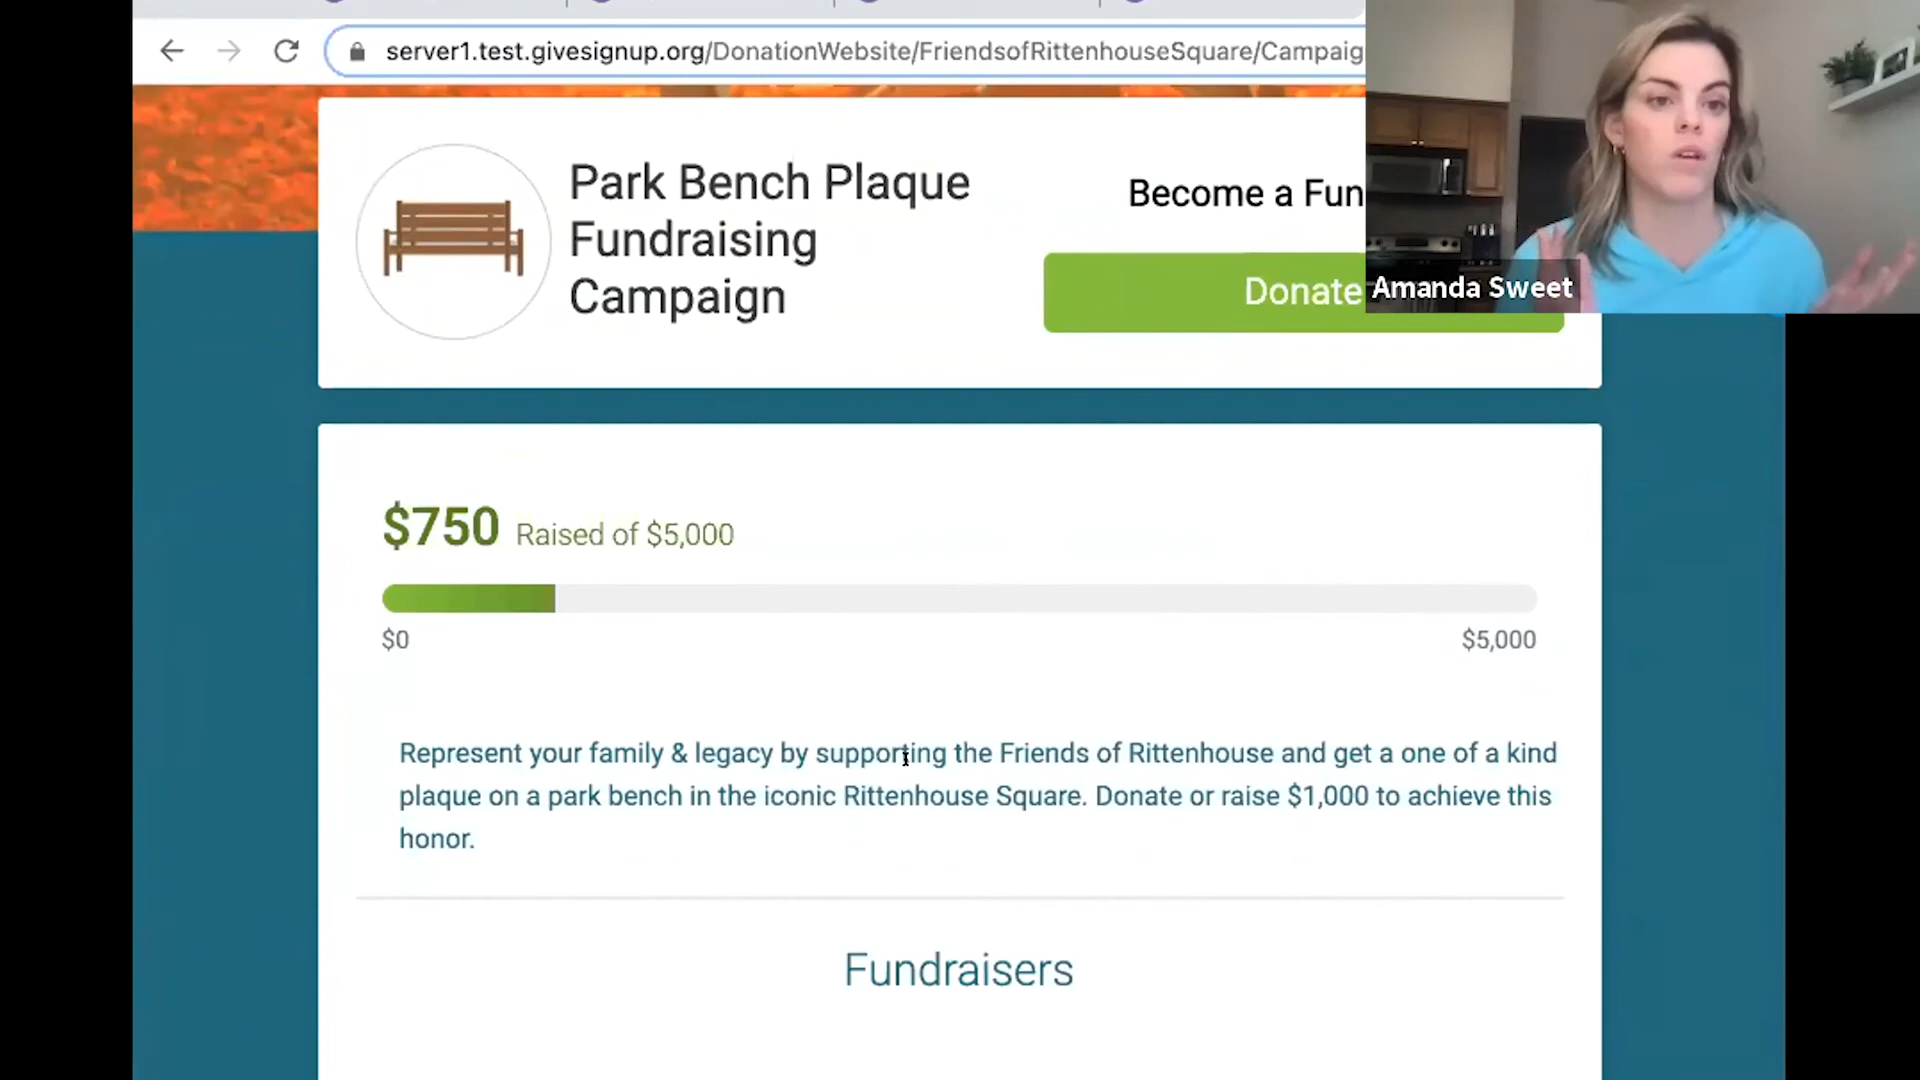 server1.test.givesignup.org/DonationWebsite/FriendsofRittenhouseSquare/Campaig
Park Bench Plaque
Fundraising
Campaign
Become a Fun
Donate
Amanda Sweet
$750 Raised of $5,000
$0
$5,000
Represent your family & legacy by supporting the Friends of Rittenhouse and get a one of a kind
plaque on a park bench in the iconic Rittenhouse Square. Donate or raise $1,000 to achieve this
honor.
Fundraisers